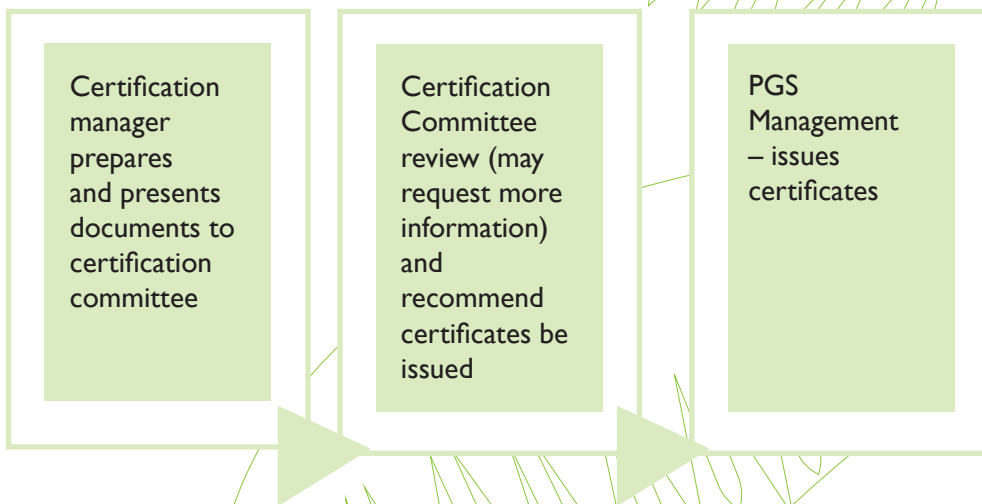 Certification
manager
prepares
and presents
documents to
certification
committee
Certification
Committee
review (may
request more
information)
and
recommend
certificates be
issued
PGS
Management
– issues
certificates